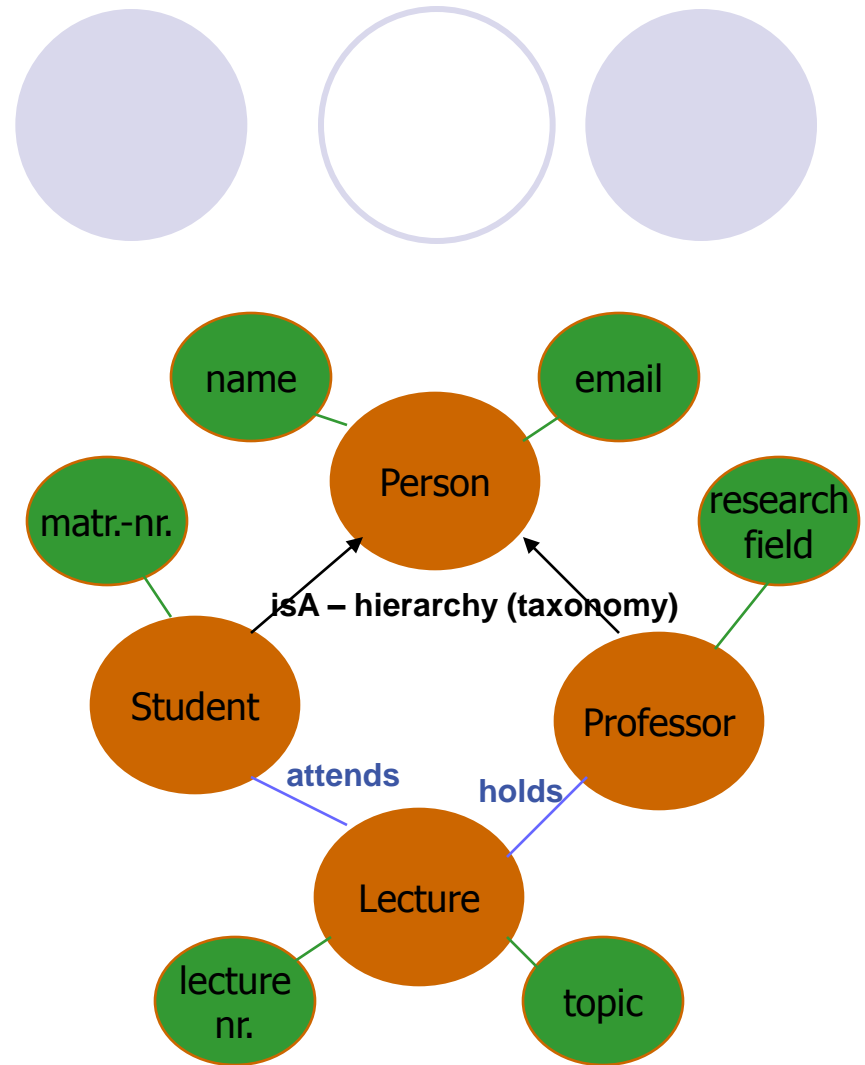 name
email
Person
matr.-nr.
research
field
isA – hierarchy (taxonomy)
Student
Professor
attends
holds
Lecture
lecture
nr.
topic